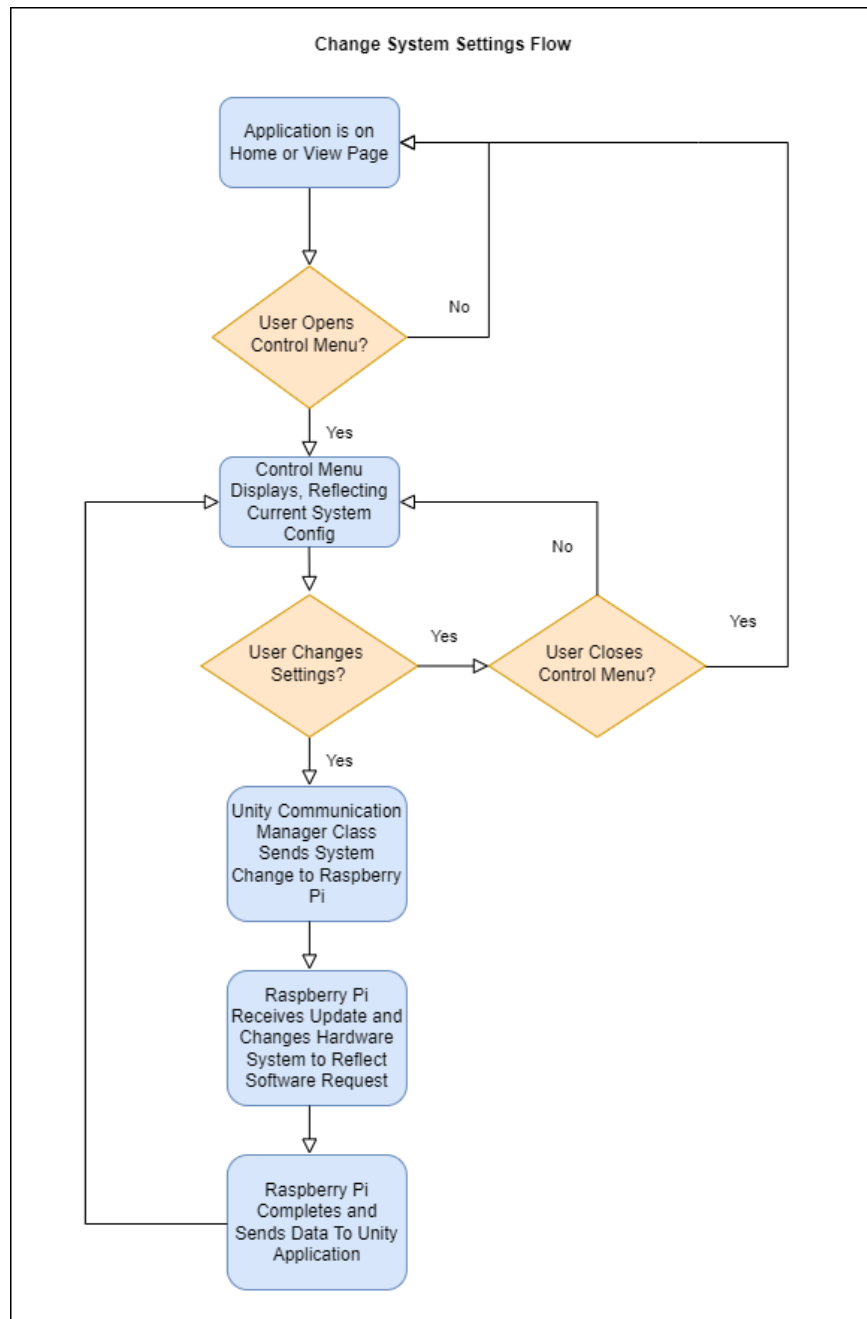 Change System Settings Flow
Application is on
Home or View Page
User Opens
Control Menu?
No
Yes
Control Menu
Displays, Reflecting
Current System
Config
No
User Changes
Settings?
Yes
User Closes
Control Menu?
Yes
Yes
Unity Communication
Manager Class
Sends System
Change to Raspberry
Pi
Raspberry Pi
Receives Update and
Changes Hardware
System to Reflect
Software Request
Raspberry Pi
Completes and
Sends Data To Unity
Application